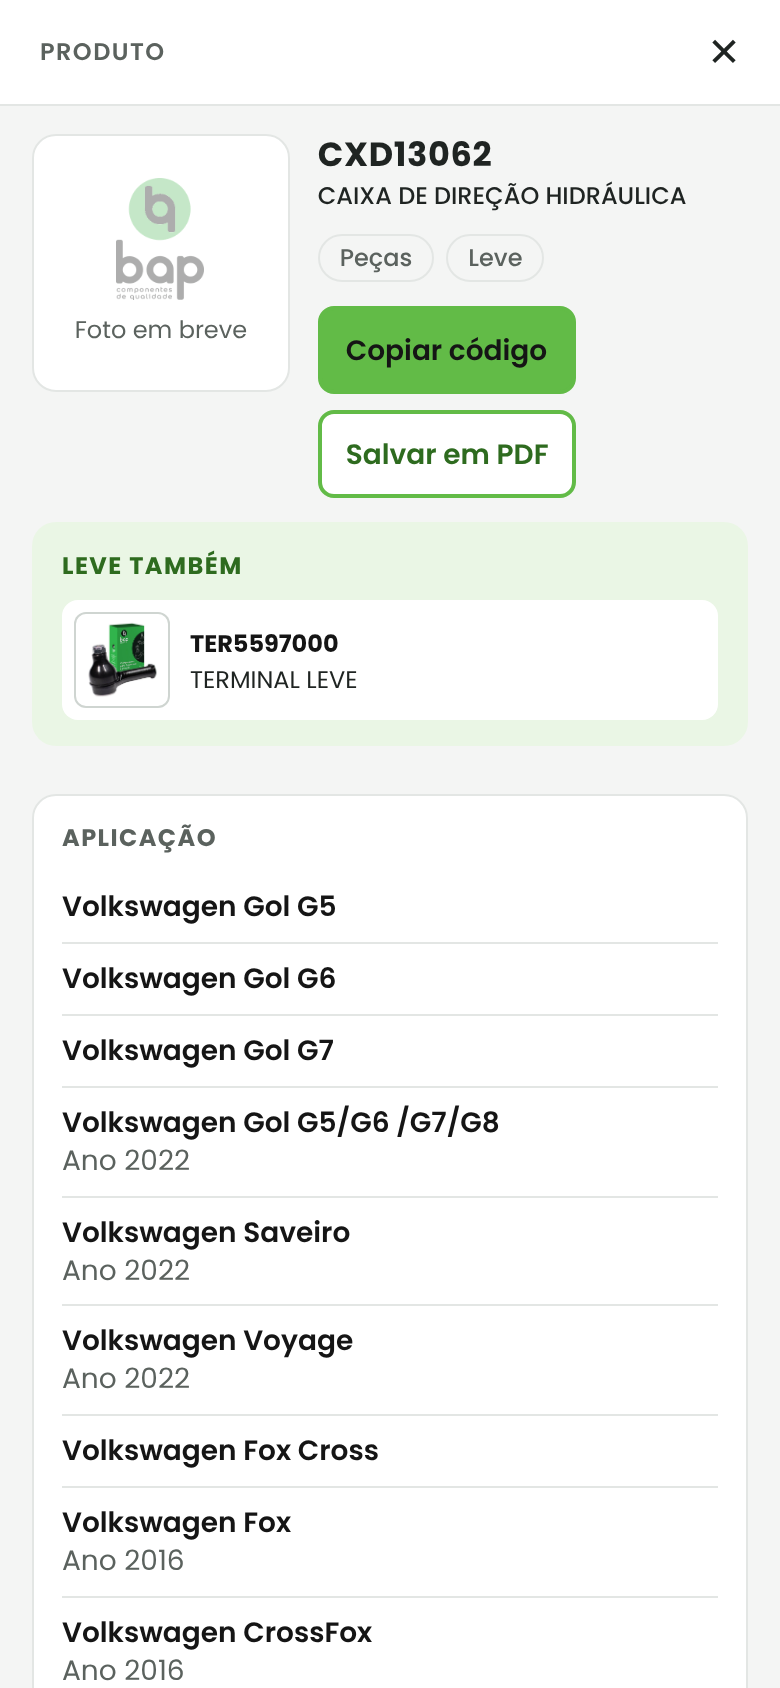 PRODUTO
bap
componentes
de qualidade
Foto em breve
CXD13062
CAIXA DE DIREÇÃO HIDRÁULICA
Peças
Leve
Copiar código
Salvar em PDF
LEVE TAMBÉM
TER5597000
TERMINAL LEVE
APLICAÇÃO
Volkswagen Gol G5
Volkswagen Gol G6
Volkswagen Gol G7
Volkswagen Gol G5/G6 /G7/G8
Ano 2022
Volkswagen Saveiro
Ano 2022
Volkswagen Voyage
Ano 2022
Volkswagen Fox Cross
Volkswagen Fox
Ano 2016
Volkswagen CrossFox
Ano 2016